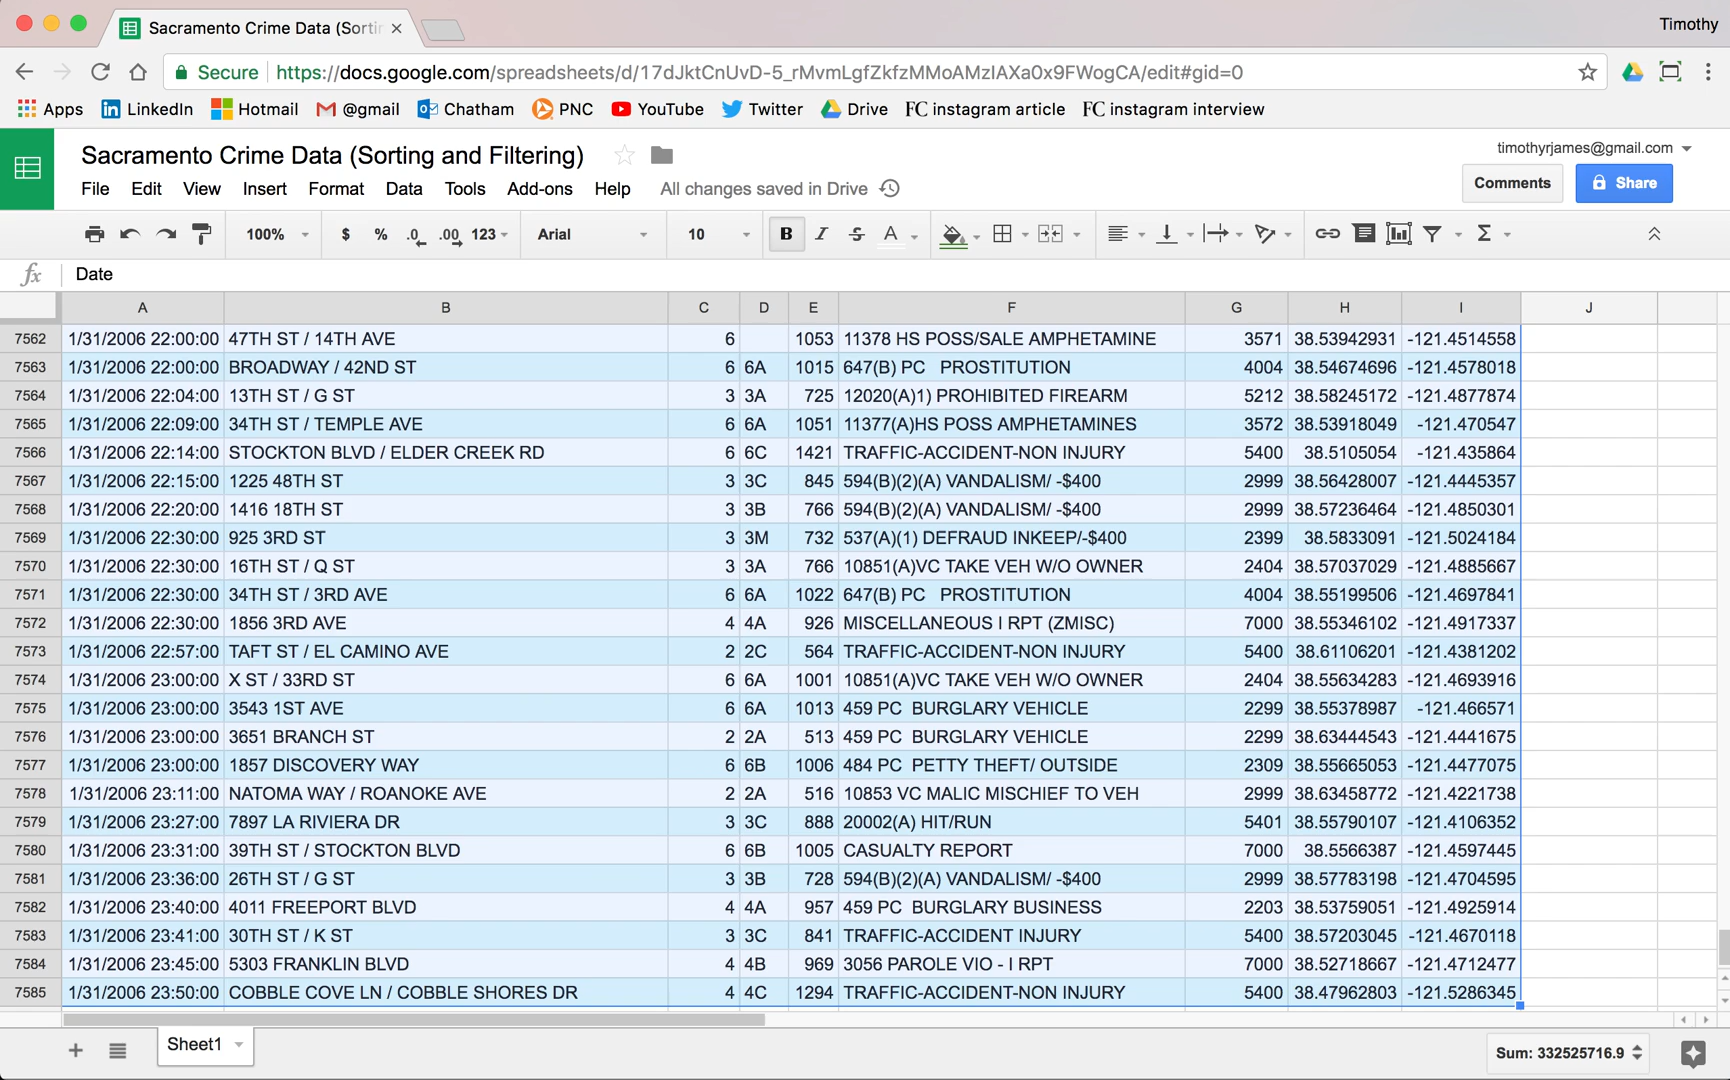 Sacramento Crime Data (Sortin
Timothy
Secure https://docs.google.com/spreadsheets/d/17dJktCnUvD-5_rMvmLgfZkfzMMoAMzIAXa0x9FWogCA/edit#gid=0
Apps LinkedIn Hotmail @gmail Chatham PNC YouTube Twitter Drive FC instagram article FC instagram interview
Sacramento Crime Data (Sorting and Filtering)
timothyrjames@gmail.com
File Edit View Insert Format Data Tools Add-ons Help All changes saved in Drive
Comments Share
100% $ % .0 .00 123 Arial 10 B I S A Σ
fx Date
A B C D E F G H I J
7562 1/31/2006 22:00:00 47TH ST / 14TH AVE 6 1053 11378 HS POSS/SALE AMPHETAMINE 3571 38.53942931 -121.4514558
7563 1/31/2006 22:00:00 BROADWAY / 42ND ST 6 6A 1015 647(B) PC PROSTITUTION 4004 38.54674696 -121.4578018
7564 1/31/2006 22:04:00 13TH ST / G ST 3 3A 725 12020(A)1) PROHIBITED FIREARM 5212 38.58245172 -121.4877874
7565 1/31/2006 22:09:00 34TH ST / TEMPLE AVE 6 6A 1051 11377(A)HS POSS AMPHETAMINES 3572 38.53918049 -121.470547
7566 1/31/2006 22:14:00 STOCKTON BLVD / ELDER CREEK RD 6 6C 1421 TRAFFIC-ACCIDENT-NON INJURY 5400 38.5105054 -121.435864
7567 1/31/2006 22:15:00 1225 48TH ST 3 3C 845 594(B)(2)(A) VANDALISM/ -$400 2999 38.56428007 -121.4445357
7568 1/31/2006 22:20:00 1416 18TH ST 3 3B 766 594(B)(2)(A) VANDALISM/ -$400 2999 38.57236464 -121.4850301
7569 1/31/2006 22:30:00 925 3RD ST 3 3M 732 537(A)(1) DEFRAUD INKEEP/-$400 2399 38.5833091 -121.5024184
7570 1/31/2006 22:30:00 16TH ST / Q ST 3 3A 766 10851(A)VC TAKE VEH W/O OWNER 2404 38.57037029 -121.4885667
7571 1/31/2006 22:30:00 34TH ST / 3RD AVE 6 6A 1022 647(B) PC PROSTITUTION 4004 38.55199506 -121.4697841
7572 1/31/2006 22:30:00 1856 3RD AVE 4 4A 926 MISCELLANEOUS I RPT (ZMISC) 7000 38.55346102 -121.4917337
7573 1/31/2006 22:57:00 TAFT ST / EL CAMINO AVE 2 2C 564 TRAFFIC-ACCIDENT-NON INJURY 5400 38.61106201 -121.4381202
7574 1/31/2006 23:00:00 X ST / 33RD ST 6 6A 1001 10851(A)VC TAKE VEH W/O OWNER 2404 38.55634283 -121.4693916
7575 1/31/2006 23:00:00 3543 1ST AVE 6 6A 1013 459 PC BURGLARY VEHICLE 2299 38.55378987 -121.466571
7576 1/31/2006 23:00:00 3651 BRANCH ST 2 2A 513 459 PC BURGLARY VEHICLE 2299 38.63444543 -121.4441675
7577 1/31/2006 23:00:00 1857 DISCOVERY WAY 6 6B 1006 484 PC PETTY THEFT/ OUTSIDE 2309 38.55665053 -121.4477075
7578 1/31/2006 23:11:00 NATOMA WAY / ROANOKE AVE 2 2A 516 10853 VC MALIC MISCHIEF TO VEH 2999 38.63458772 -121.4221738
7579 1/31/2006 23:27:00 7897 LA RIVIERA DR 3 3C 888 20002(A) HIT/RUN 5401 38.55790107 -121.4106352
7580 1/31/2006 23:31:00 39TH ST / STOCKTON BLVD 6 6B 1005 CASUALTY REPORT 7000 38.5566387 -121.4597445
7581 1/31/2006 23:36:00 26TH ST / G ST 3 3B 728 594(B)(2)(A) VANDALISM/ -$400 2999 38.57783198 -121.4704595
7582 1/31/2006 23:40:00 4011 FREEPORT BLVD 4 4A 957 459 PC BURGLARY BUSINESS 2203 38.53759051 -121.4925914
7583 1/31/2006 23:41:00 30TH ST / K ST 3 3C 841 TRAFFIC-ACCIDENT INJURY 5400 38.57203045 -121.4670118
7584 1/31/2006 23:45:00 5303 FRANKLIN BLVD 4 4B 969 3056 PAROLE VIO - I RPT 7000 38.52718667 -121.4712477
7585 1/31/2006 23:50:00 COBBLE COVE LN / COBBLE SHORES DR 4 4C 1294 TRAFFIC-ACCIDENT-NON INJURY 5400 38.47962803 -121.5286345
Sheet1
Sum: 332525716.9